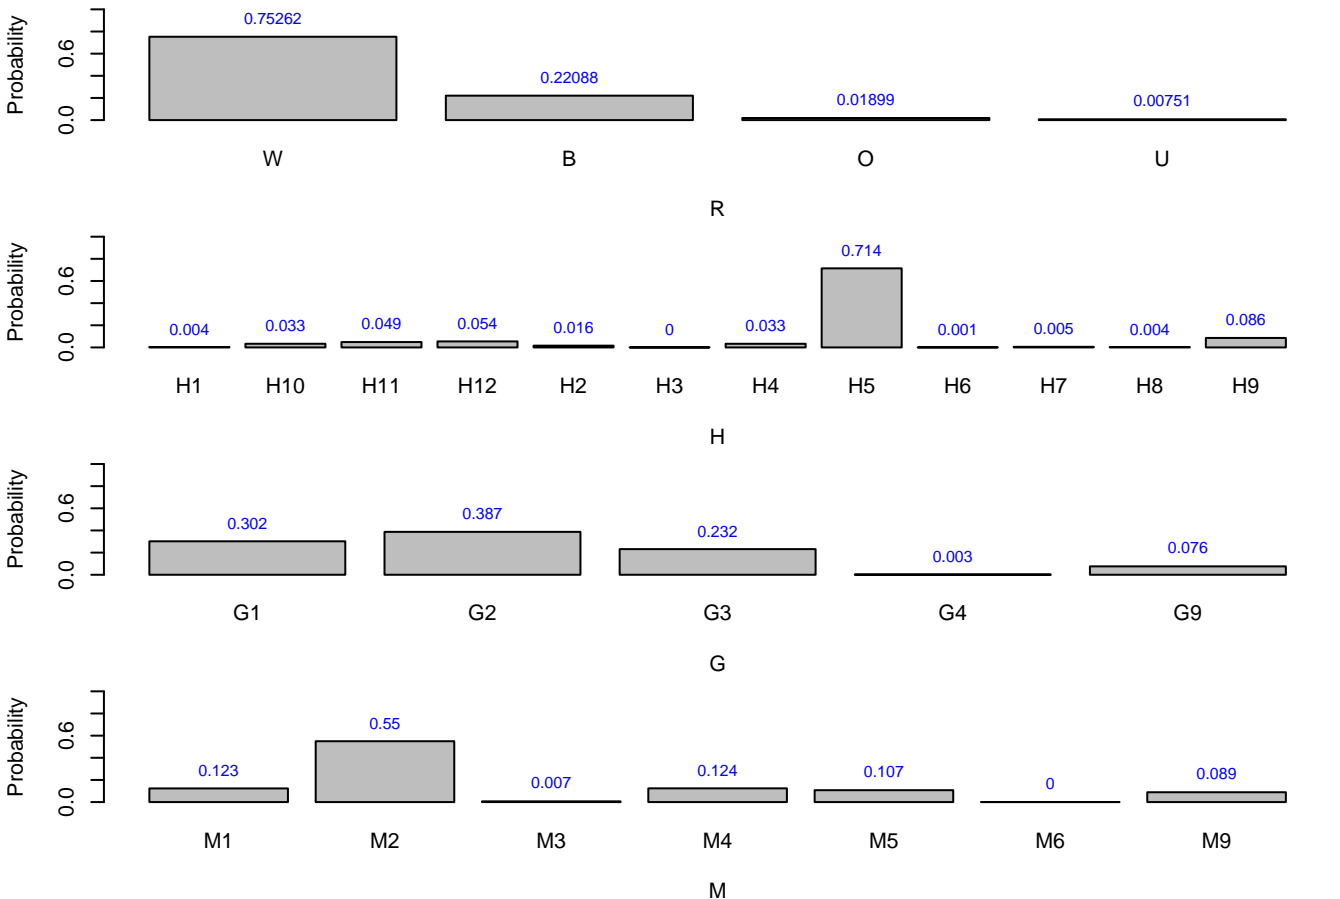 0.75262 0.22088 0.01899 0.00751
Probability 0.0 0.6
W B O U
R
0.004 0.033 0.049 0.054 0.016 0 0.033 0.714 0.001 0.005 0.004 0.086
Probability 0.0 0.6
H1 H10 H11 H12 H2 H3 H4 H5 H6 H7 H8 H9
H
0.302 0.387 0.232 0.003 0.076
Probability 0.0 0.6
G1 G2 G3 G4 G9
G
0.123 0.55 0.007 0.124 0.107 0 0.089
Probability 0.0 0.6
M1 M2 M3 M4 M5 M6 M9
M